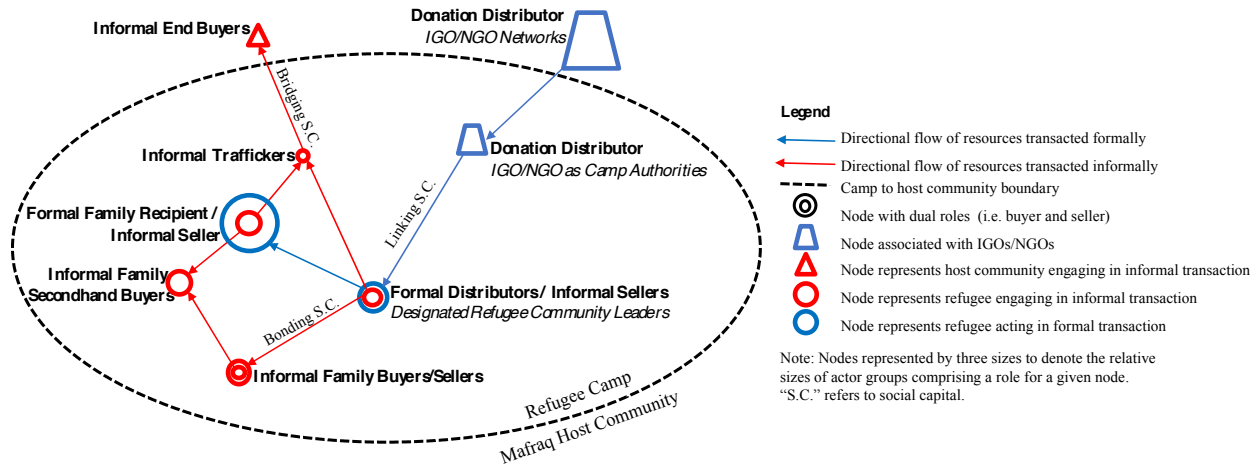 Informal End Buyers
Donation Distributor
IGO/NGO Networks
Bridging S.C.
Informal Traffickers
Donation Distributor
IGO/NGO as Camp Authorities
Linking S.C.
Formal Family Recipient /
Informal Seller
Informal Family
Secondhand Buyers
Formal Distributors/ Informal Sellers
Designated Refugee Community Leaders
Bonding S.C.
Informal Family Buyers/Sellers
Refugee Camp
Mafraq Host Community
Legend
Directional flow of resources transacted formally
Directional flow of resources transacted informally
Camp to host community boundary
Node with dual roles (i.e. buyer and seller)
Node associated with IGOs/NGOs
Node represents host community engaging in informal transaction
Node represents refugee engaging in informal transaction
Node represents refugee acting in formal transaction
Note: Nodes represented by three sizes to denote the relative
sizes of actor groups comprising a role for a given node.
“S.C.” refers to social capital.